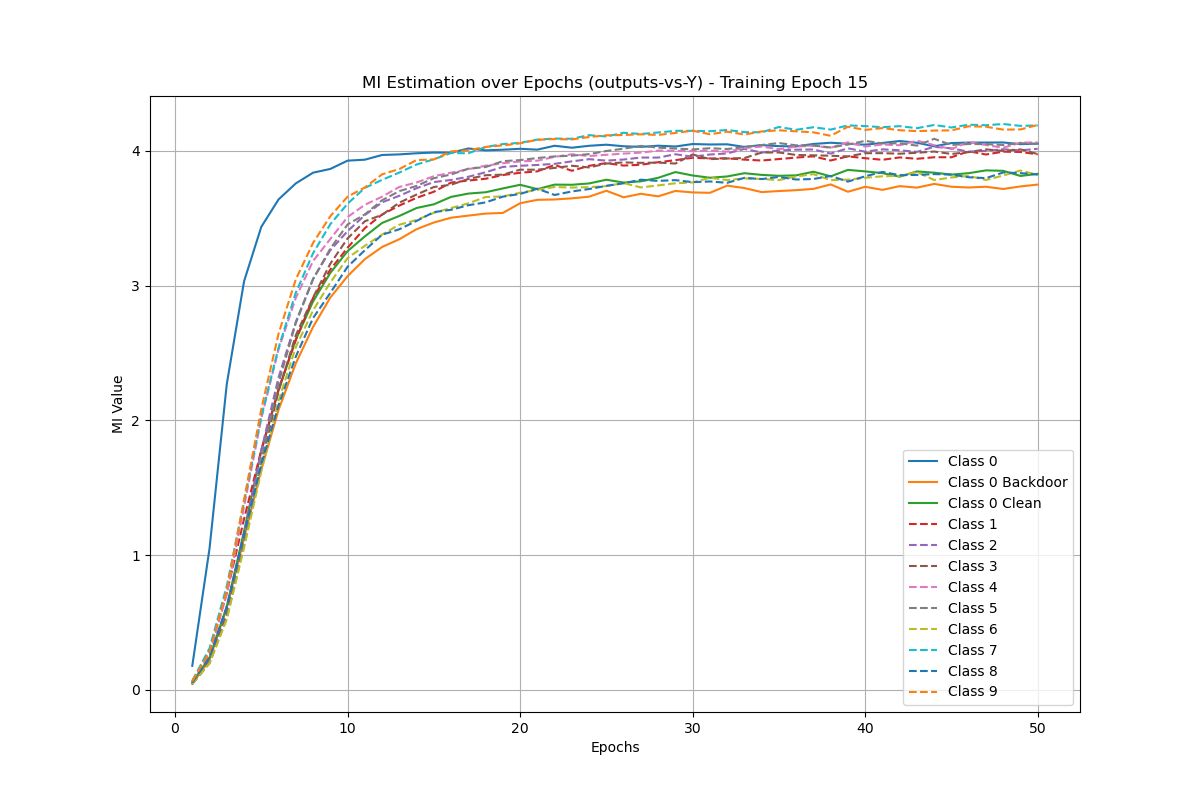 MI Estimation over Epochs (outputs-vs-Y) - Training Epoch 15
MI Value
4
3
2
1
0
0 10 20 30 40 50
Epochs
Class 0
Class 0 Backdoor
Class 0 Clean
Class 1
Class 2
Class 3
Class 4
Class 5
Class 6
Class 7
Class 8
Class 9